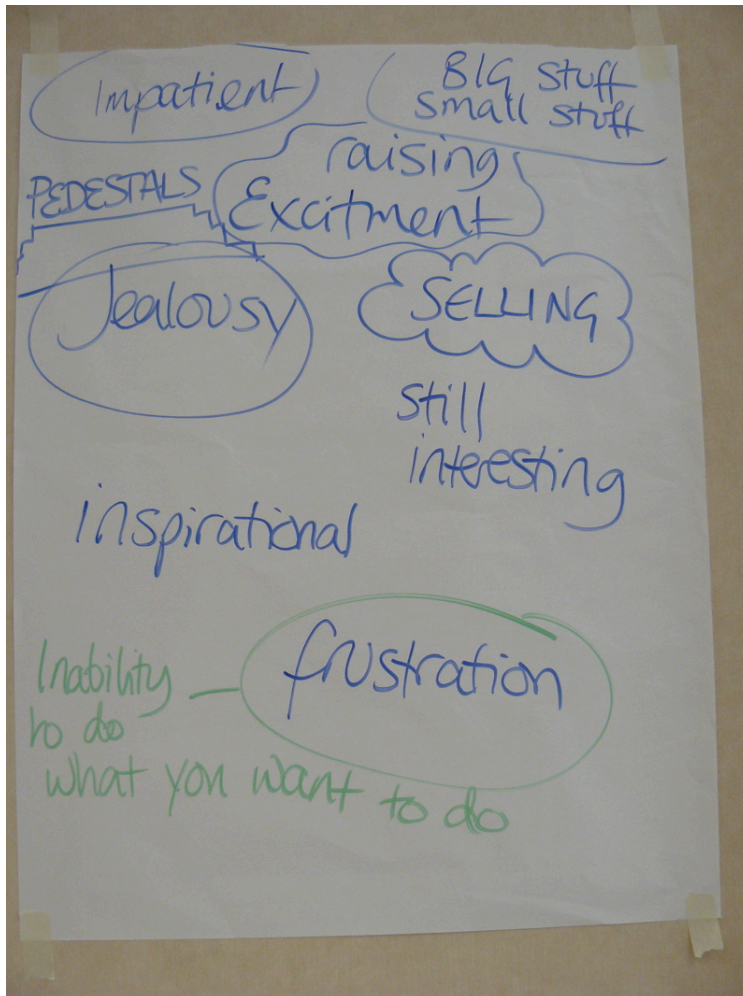 Impatient
BIG stuff
small stuff
raising
Excitment
PEDESTALS
Jealousy
SELLING
still
interesting
inspirational
frustration
Inability
to do
what you want to do